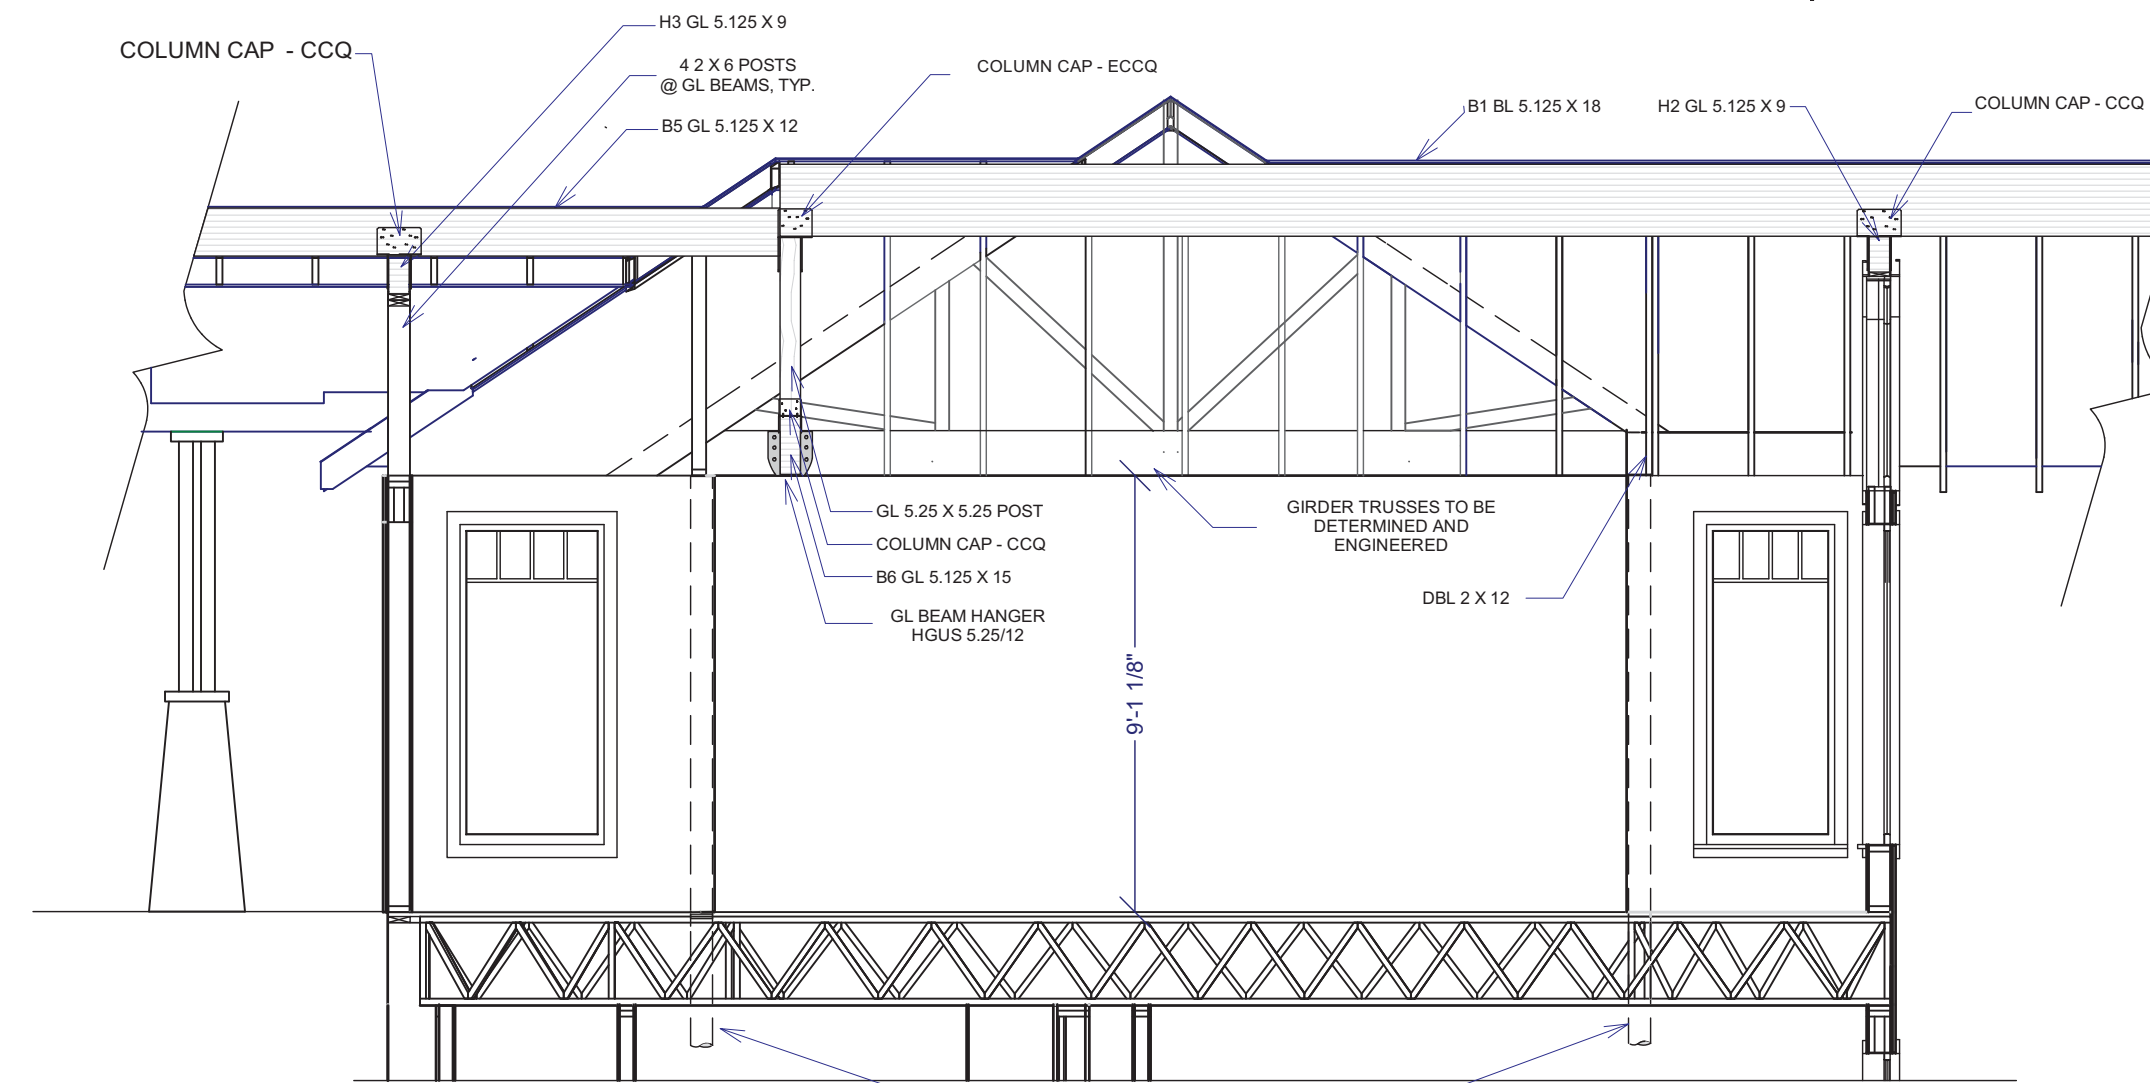 H3 GL 5.125 X 9
COLUMN CAP - CCQ
4 2 X 6 POSTS
@ GL BEAMS, TYP.
COLUMN CAP - ECCQ
B5 GL 5.125 X 12
B1 BL 5.125 X 18
H2 GL 5.125 X 9
COLUMN CAP - CCQ
GL 5.25 X 5.25 POST
COLUMN CAP - CCQ
B6 GL 5.125 X 15
GL BEAM HANGER
HGUS 5.25/12
GIRDER TRUSSES TO BE
DETERMINED AND
ENGINEERED
DBL 2 X 12
9'-1 1/8"